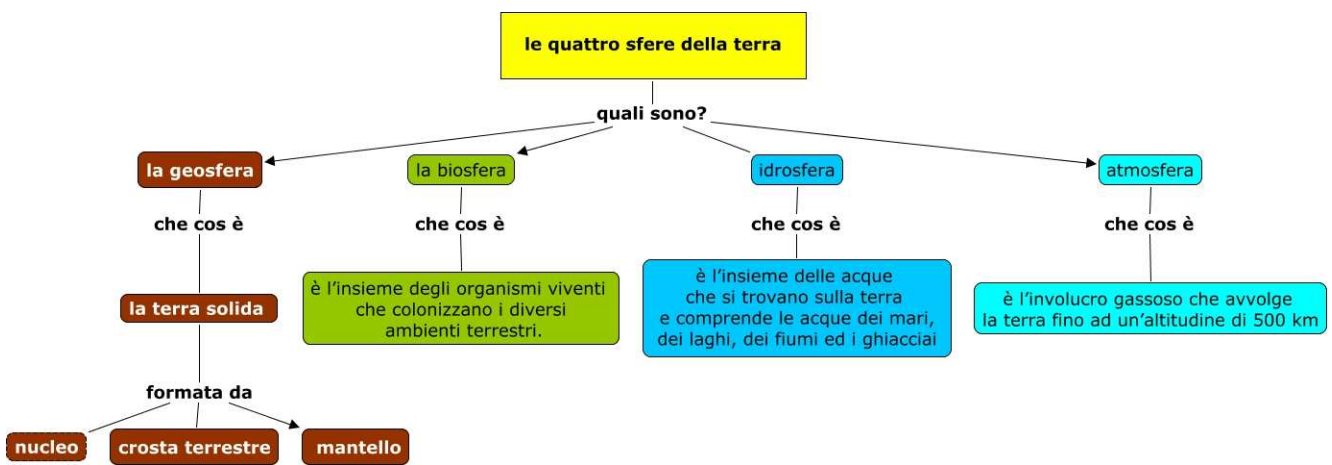 le quattro sfere della terra
quali sono?
la geosfera
la biosfera
idrosfera
atmosfera
che cos è
che cos è
che cos è
che cos è
la terra solida
è l'insieme degli organismi viventi
che colonizzano i diversi
ambienti terrestri.
è l'insieme delle acque
che si trovano sulla terra
e comprende le acque dei mari,
dei laghi, dei fiumi ed i ghiacciai
è l'involucro gassoso che avvolge
la terra fino ad un'altitudine di 500 km
formata da
nucleo
crosta terrestre
mantello